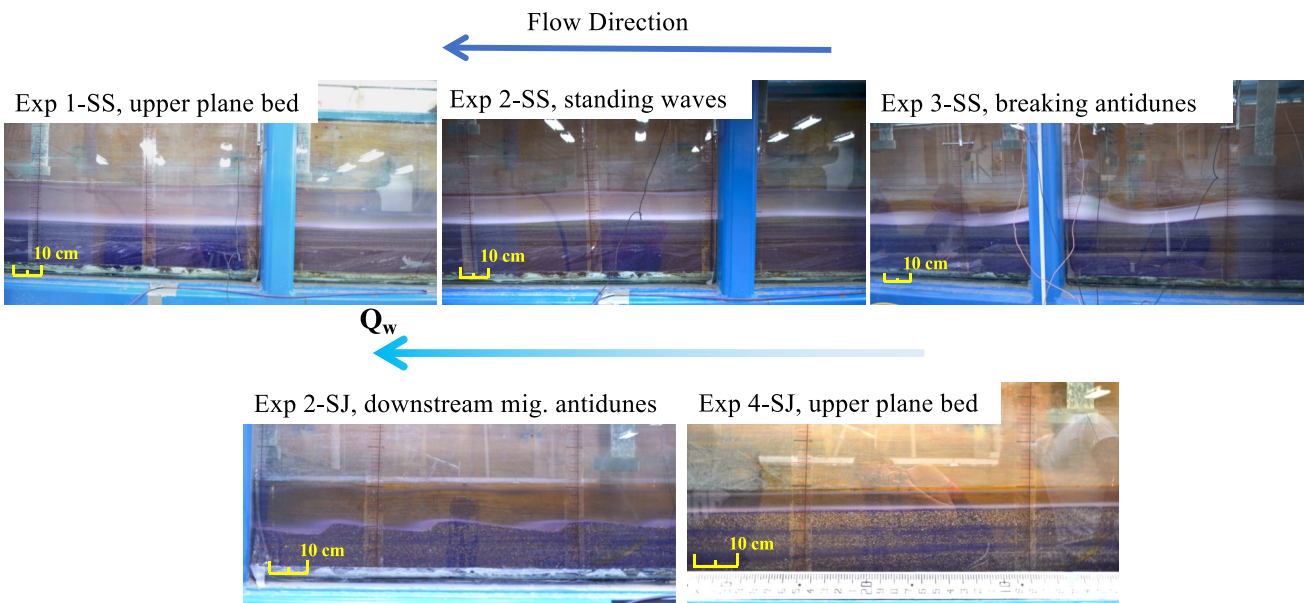 Flow Direction
Exp 1-SS, upper plane bed
Exp 2-SS, standing waves
Exp 3-SS, breaking antidunes
10 cm
10 cm
10 cm
Qw
Exp 2-SJ, downstream mig. antidunes
Exp 4-SJ, upper plane bed
10 cm
10 cm